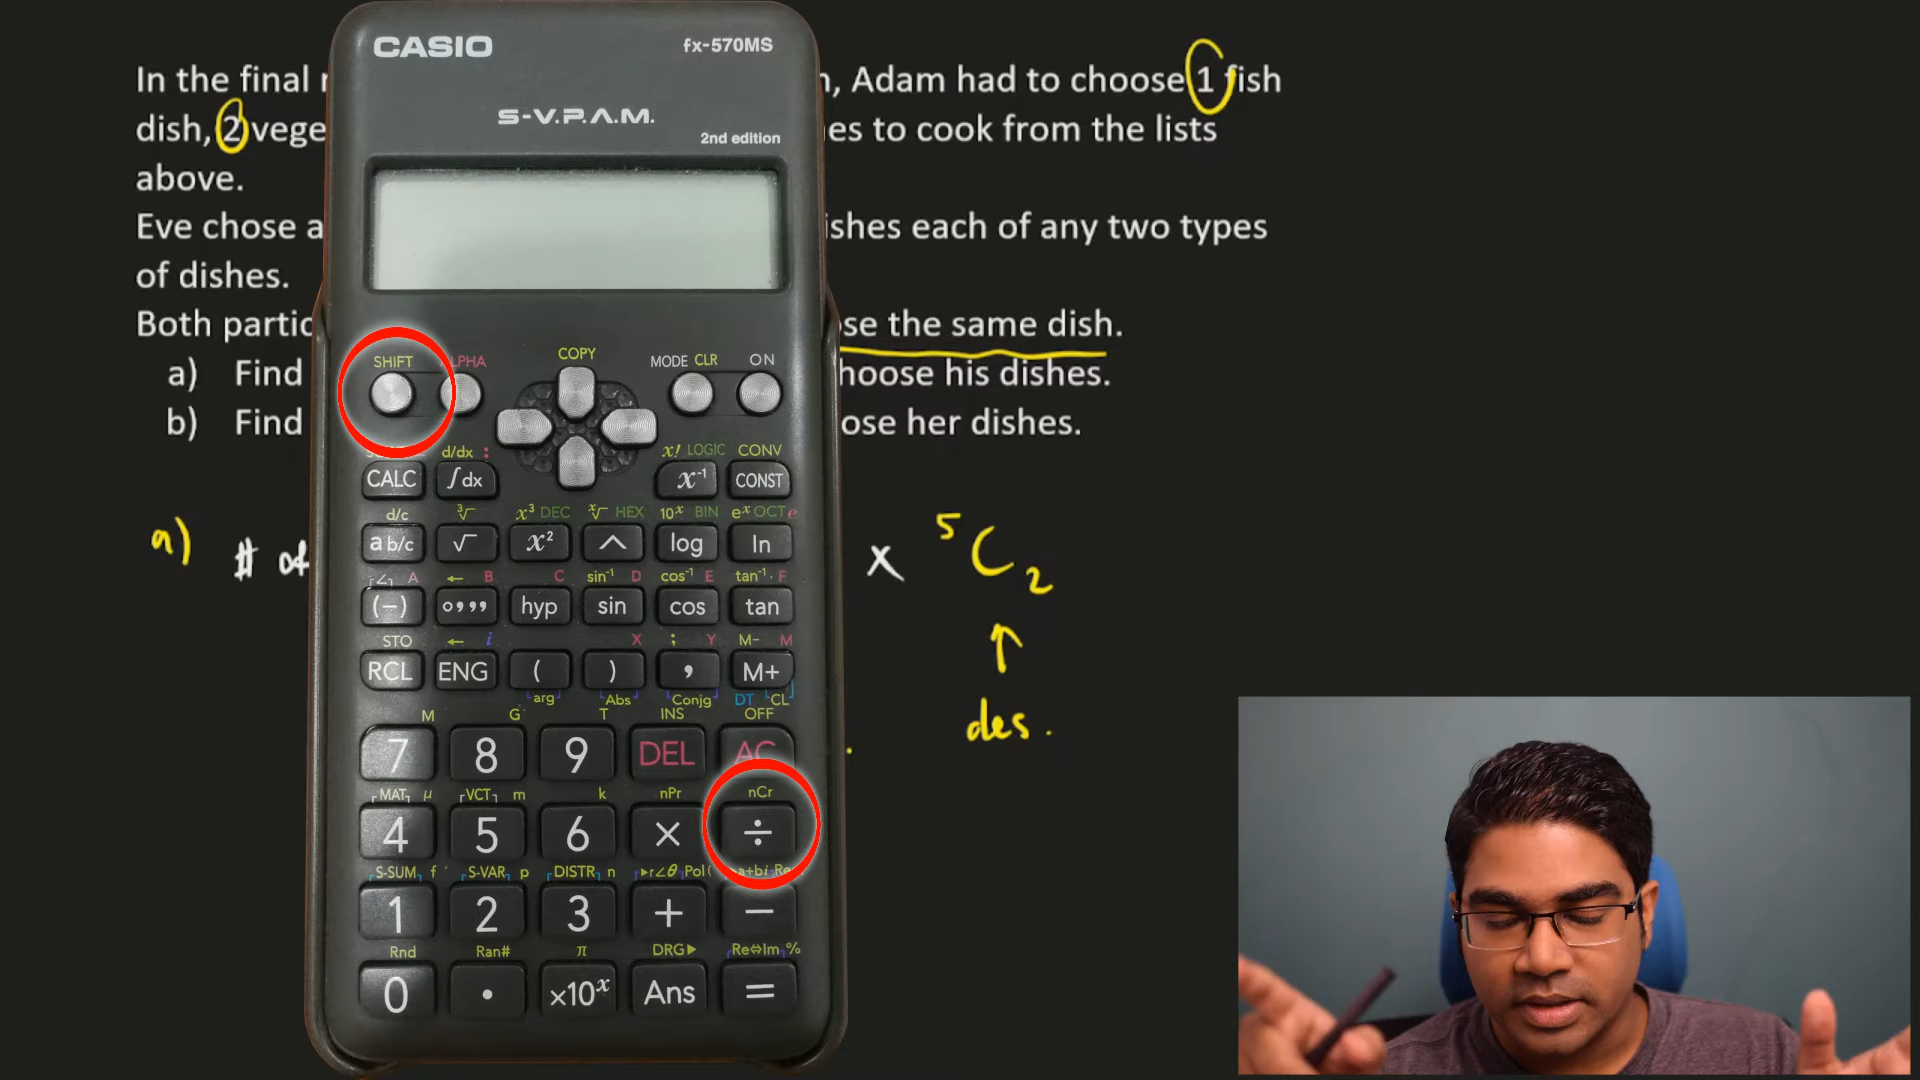 In the final
, Adam had to choose 1 fish
dish, 2 vege
es to cook from the lists
above.
Eve chose a
ishes each of any two types
of dishes.
Both partic
se the same dish.
a) Find
hoose his dishes.
b) Find
ose her dishes.
a) # of
x ⁵C₂
↑
des.
CASIO
fx-570MS
S-V.P.A.M.
2nd edition
SHIFT ALPHA COPY MODE CLR ON
d/dx : x! LOGIC CONV
CALC ∫dx x⁻¹ CONST
d/c ³√ x³ DEC ˣ√ HEX 10ˣ BIN eˣ OCT e
a b/c √ x² ^ log ln
∠ A ← B C sin⁻¹ D cos⁻¹ E tan⁻¹ F
(−) o,,, hyp sin cos tan
STO ← i X ; Y M- M
RCL ENG ( ) , M+
arg Abs Conjg DT CL
M G T INS OFF
7 8 9 DEL AC
MAT μ VCT m k nPr nCr
4 5 6 × ÷
S-SUM f S-VAR p DISTR n ▶r∠θ Pol( a+bi Re
1 2 3 + −
Rnd Ran# π DRG▶ Re⇔Im %
0 . ×10ˣ Ans =